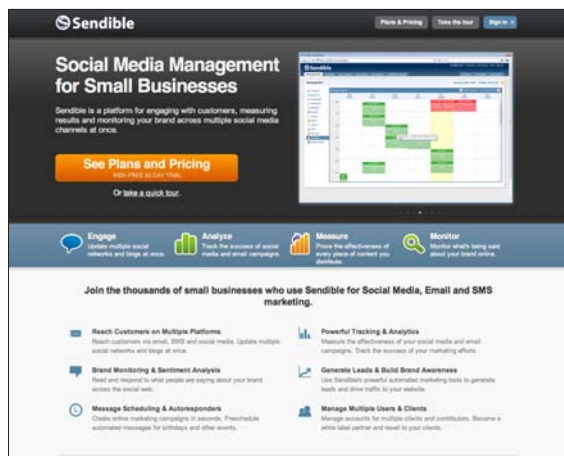 Sendible
Plans & Pricing
Take the tour
Sign in
Social Media Management
for Small Businesses
Sendible is a platform for engaging with customers, measuring
results and monitoring your brand across multiple social media
channels at once.
See Plans and Pricing
RISK-FREE 30 DAY TRIAL
Or take a quick tour.
Sendible
Engage
Update multiple social
networks and blogs at once.
Analyze
Track the success of social
media and email campaigns.
Measure
Prove the effectiveness of
every piece of content you
distribute.
Monitor
Monitor what's being said
about your brand online.
Join the thousands of small businesses who use Sendible for Social Media, Email and SMS
marketing.
Reach Customers on Multiple Platforms
Reach customers via email, SMS and social media. Update multiple
social networks and blogs at once.
Powerful Tracking & Analytics
Measure the effectiveness of your social media and email
campaigns. Track the success of your marketing efforts.
Brand Monitoring & Sentiment Analysis
Read and respond to what people are saying about your brand
across the social web.
Generate Leads & Build Brand Awareness
Use Sendible's powerful automated marketing tools to generate
leads and drive traffic to your website.
Message Scheduling & Autoresponders
Create online marketing campaigns in seconds. Preschedule
automated messages for birthdays and other events.
Manage Multiple Users & Clients
Manage accounts for multiple clients and contributors. Become a
white label partner and resell to your clients.